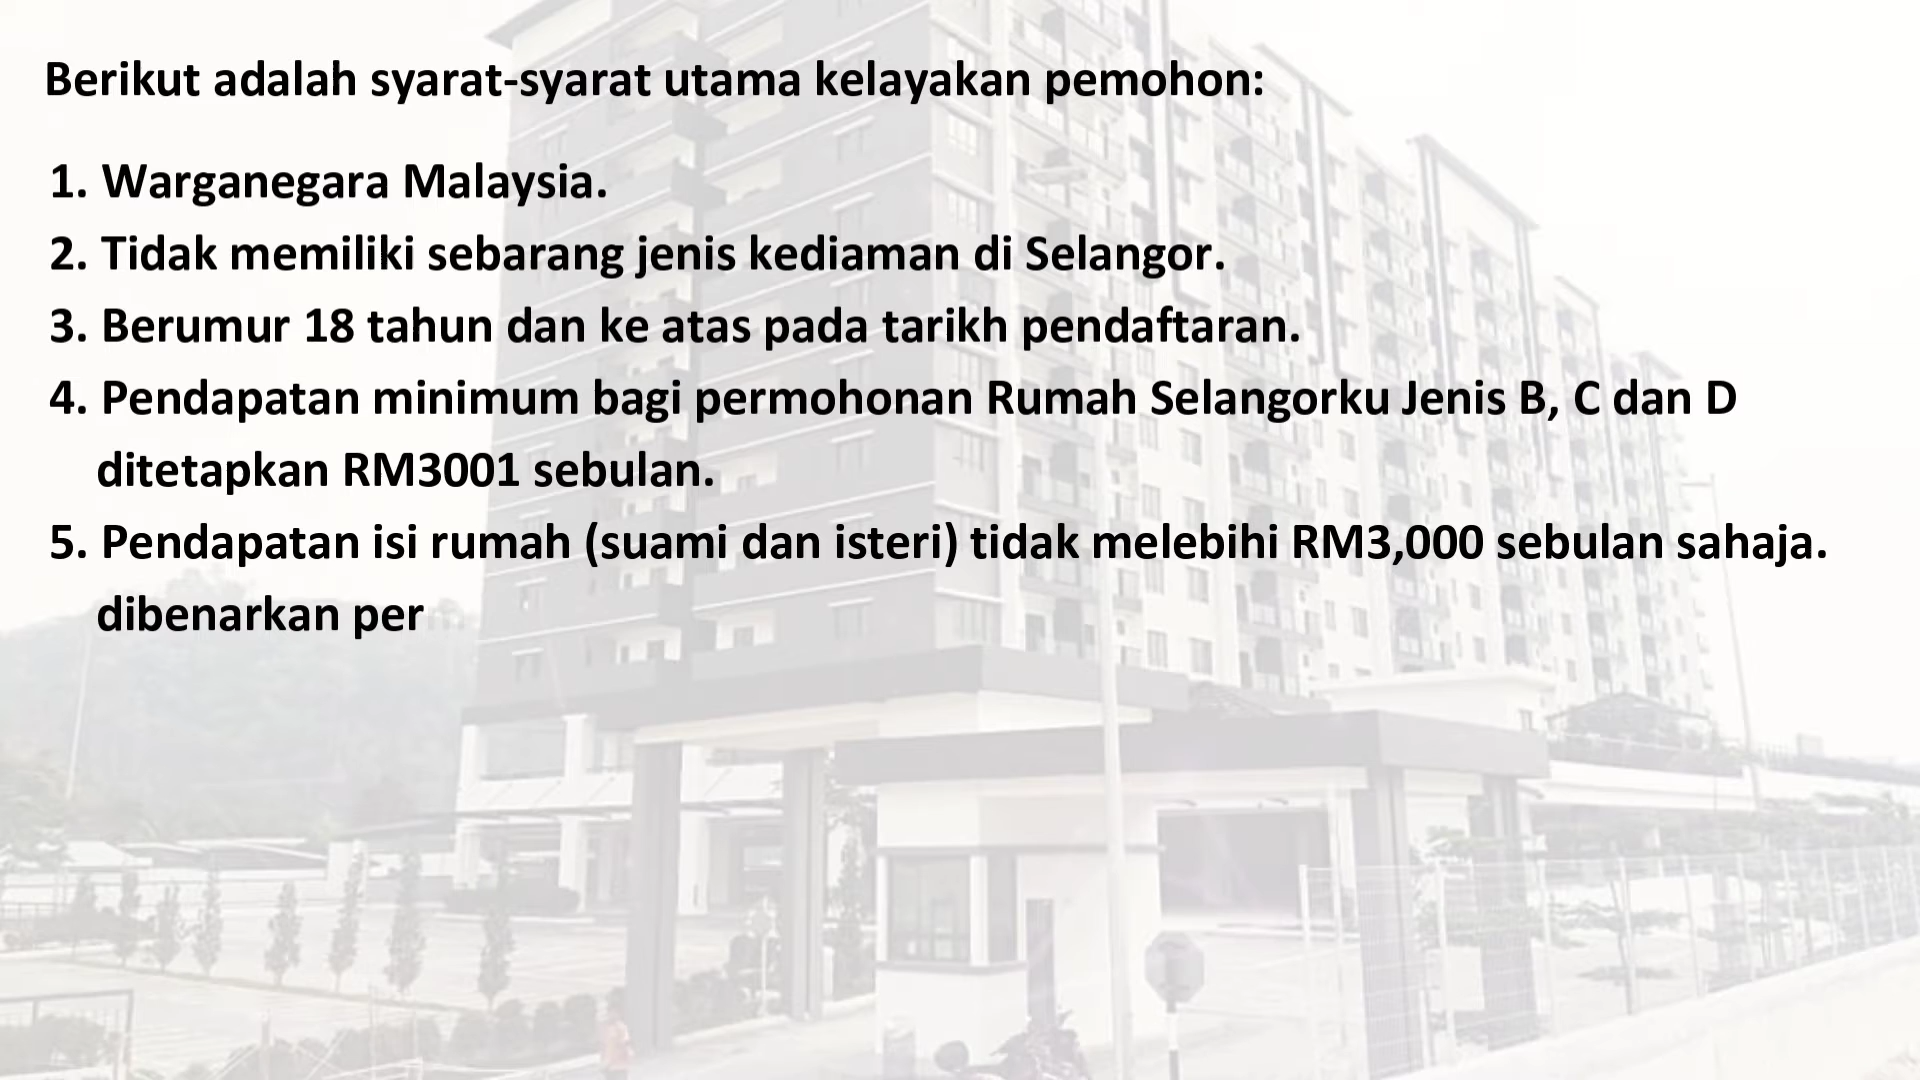 Berikut adalah syarat-syarat utama kelayakan pemohon:
1. Warganegara Malaysia.
2. Tidak memiliki sebarang jenis kediaman di Selangor.
3. Berumur 18 tahun dan ke atas pada tarikh pendaftaran.
4. Pendapatan minimum bagi permohonan Rumah Selangorku Jenis B, C dan D
ditetapkan RM3001 sebulan.
5. Pendapatan isi rumah (suami dan isteri) tidak melebihi RM3,000 sebulan sahaja.
dibenarkan per